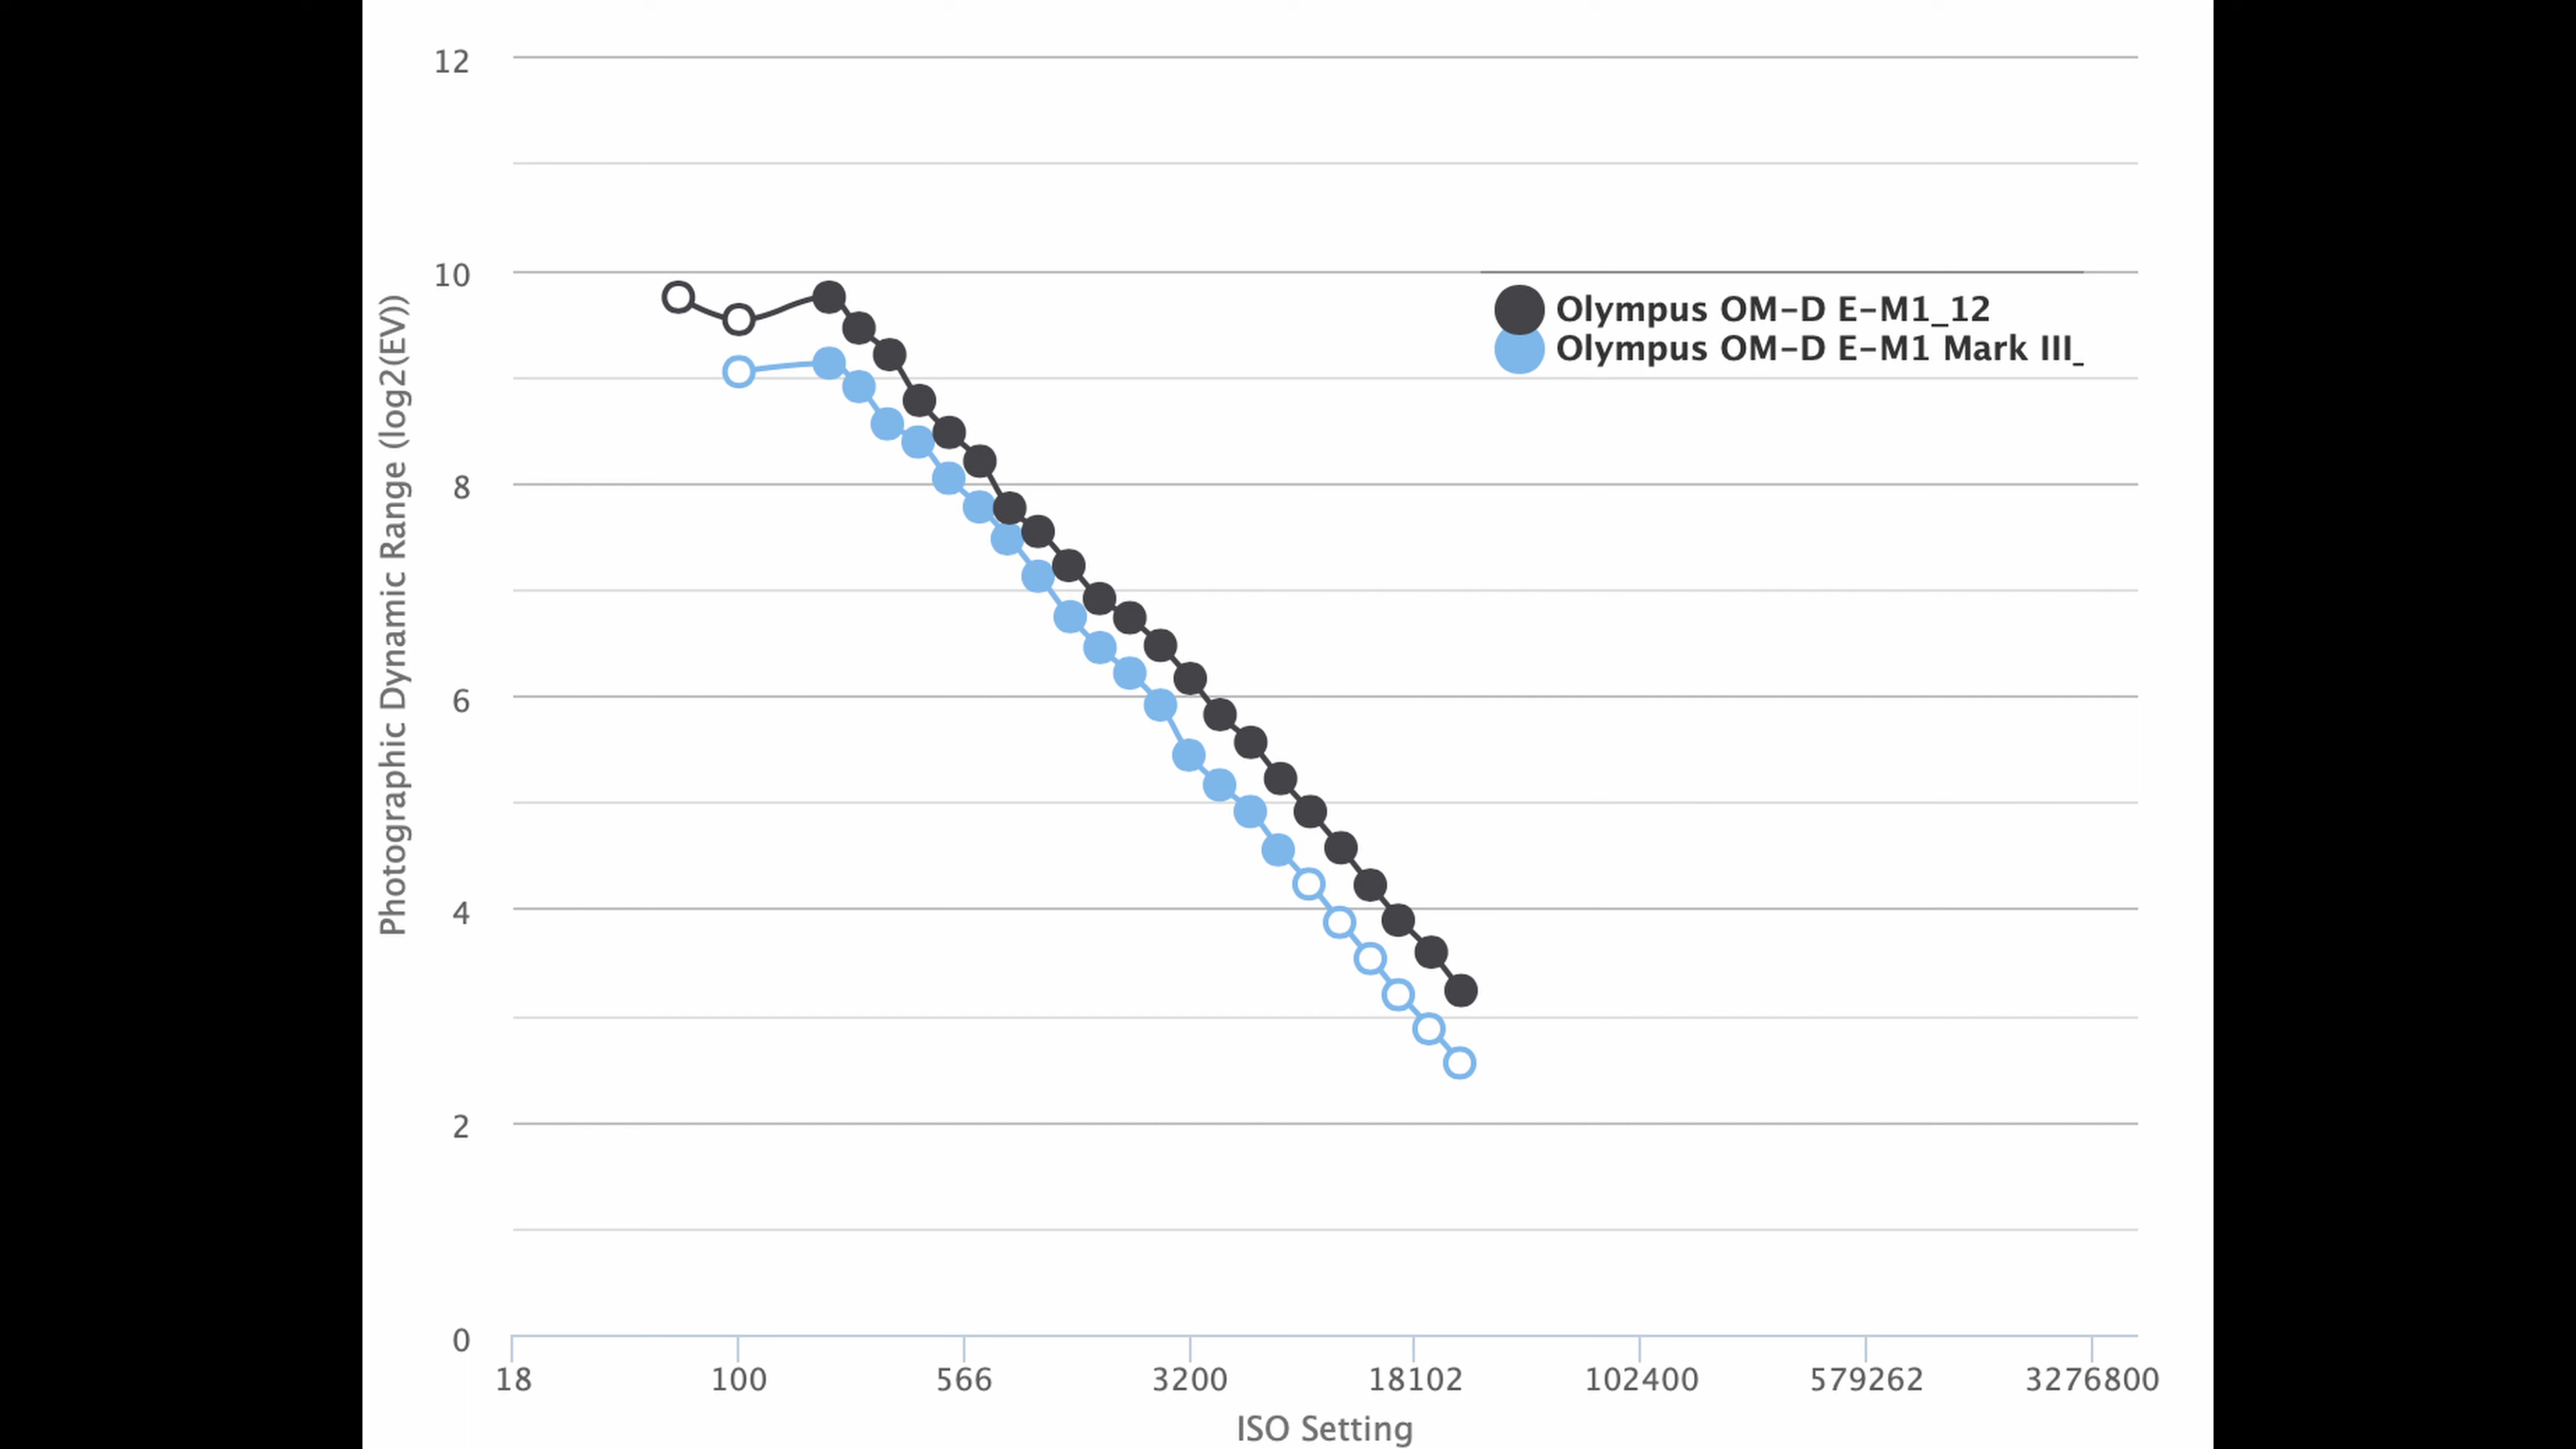 12
10
8
6
4
2
0
Photographic Dynamic Range (log2(EV))
Olympus OM-D E-M1_12
Olympus OM-D E-M1 Mark III_
18 100 566 3200 18102 102400 579262 3276800
ISO Setting